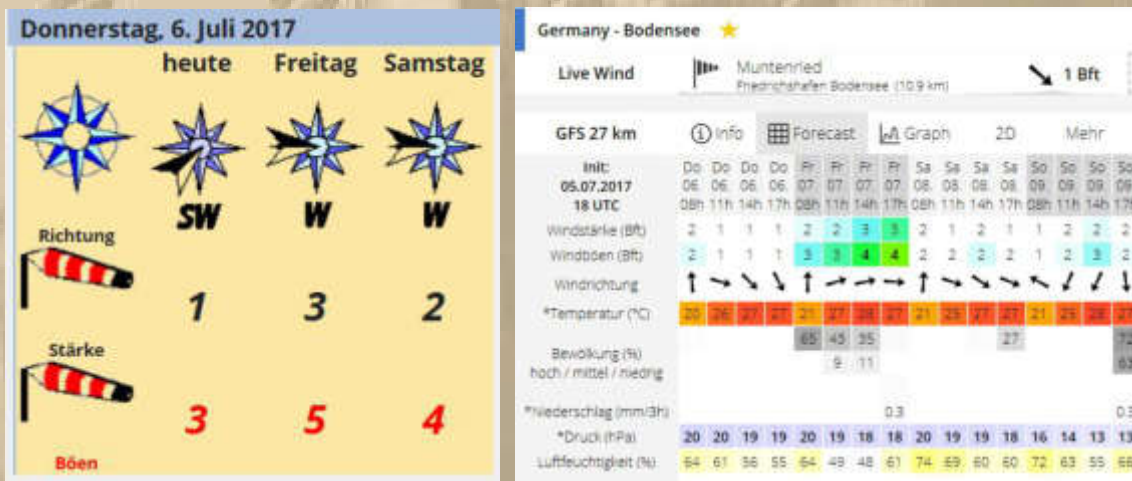 Donnerstag, 6. Juli 2017
heute Freitag Samstag
SW W W
Richtung
1 3 2
Stärke
3 5 4
Böen
Germany - Bodensee
Live Wind Muntenried 1 Bft
Friedrichshafen Bodensee (10.9 km)
GFS 27 km Info Forecast Graph 2D Mehr
Init: Do Do Do Do Fr Fr Fr Fr Sa Sa Sa Sa So So So So
05.07.2017 06. 06. 06. 06. 07. 07. 07. 07. 08. 08. 08. 08. 09. 09. 09. 09.
18 UTC 08h 11h 14h 17h 08h 11h 14h 17h 08h 11h 14h 17h 08h 11h 14h 17h
Windstärke (Bft) 2 1 1 1 2 2 3 3 2 1 2 1 1 2 2 2
Windböen (Bft) 2 1 1 1 3 3 4 4 2 2 2 2 1 2 3 2
Windrichtung
*Temperatur (°C) 20 26 27 27 21 27 28 27 21 25 27 27 21 28 27
Bewölkung (%) 65 43 35 27 72
hoch / mittel / niedrig 9 11 63
*Niederschlag (mm/3h) 0.3 0.3
*Druck (hPa) 20 20 19 19 20 19 18 18 20 19 19 18 16 14 13 13
Luftfeuchtigkeit (%) 64 61 56 55 64 49 48 61 74 69 60 60 72 63 55 66